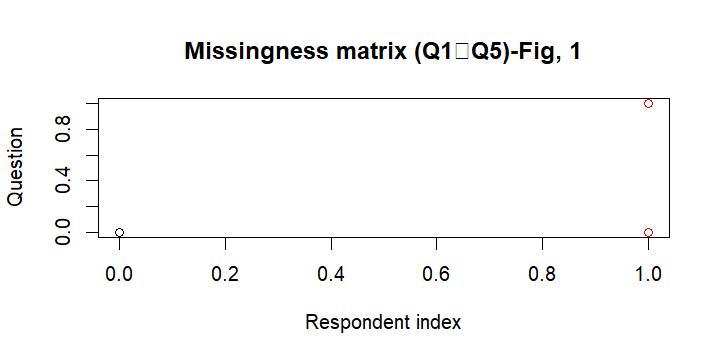 Missingness matrix (Q1□Q5)-Fig, 1
Question
0.8
0.4
0.0
0.0 0.2 0.4 0.6 0.8 1.0
Respondent index